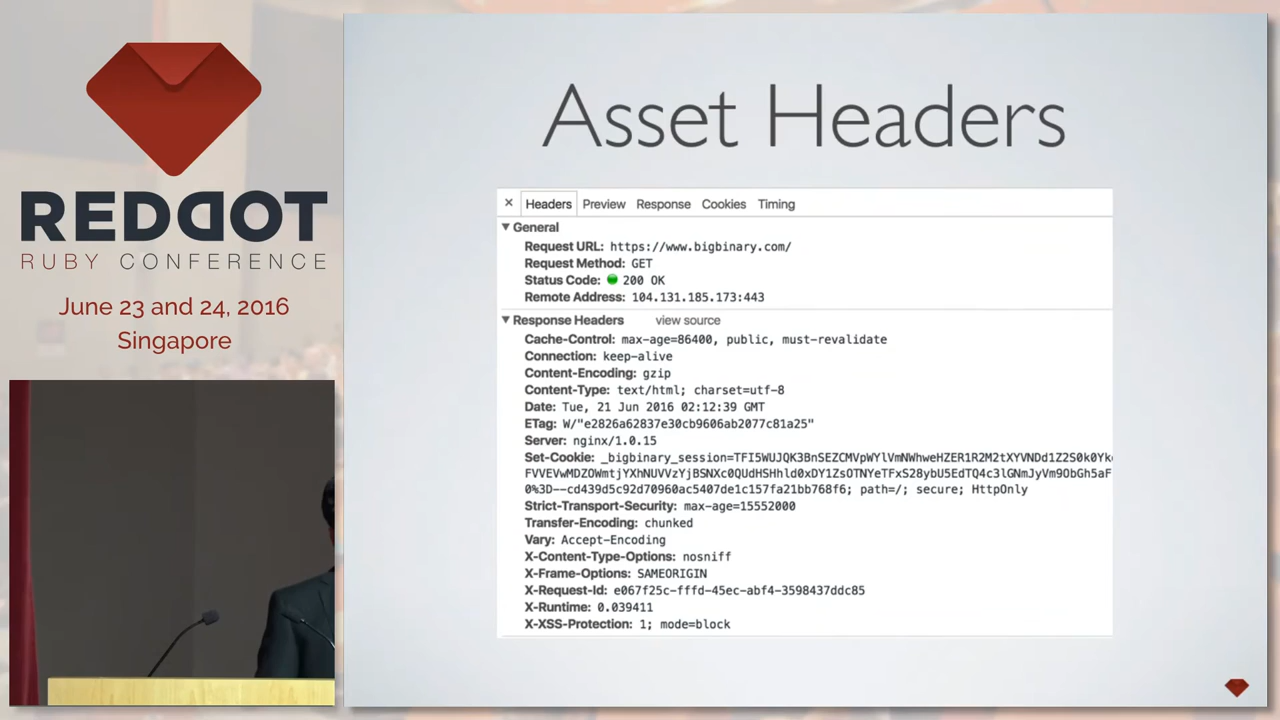 REDDOT
RUBY CONFERENCE
June 23 and 24, 2016
Singapore
Asset Headers
× Headers Preview Response Cookies Timing
▼ General
Request URL: https://www.bigbinary.com/
Request Method: GET
Status Code: 200 OK
Remote Address: 104.131.185.173:443
▼ Response Headers view source
Cache-Control: max-age=86400, public, must-revalidate
Connection: keep-alive
Content-Encoding: gzip
Content-Type: text/html; charset=utf-8
Date: Tue, 21 Jun 2016 02:12:39 GMT
ETag: W/"e2826a62837e30cb9606ab2077c81a25"
Server: nginx/1.0.15
Set-Cookie: _bigbinary_session=TFI5WUJQK3BnSEZCMVpWYlVmNWhweHZER1R2M2tXYVNDd1Z2S0k0Yk
FVVEVwMDZOWmtjYXhNUVVzYjBSNXc0QUdHSHhld0xDY1ZsOTNYeTFxS28ybU5EdTQ4c3lGNmJyVm9ObGh5aF
0%3D--cd439d5c92d70960ac5407de1c157fa21bb768f6; path=/; secure; HttpOnly
Strict-Transport-Security: max-age=15552000
Transfer-Encoding: chunked
Vary: Accept-Encoding
X-Content-Type-Options: nosniff
X-Frame-Options: SAMEORIGIN
X-Request-Id: e067f25c-fffd-45ec-abf4-3598437ddc85
X-Runtime: 0.039411
X-XSS-Protection: 1; mode=block